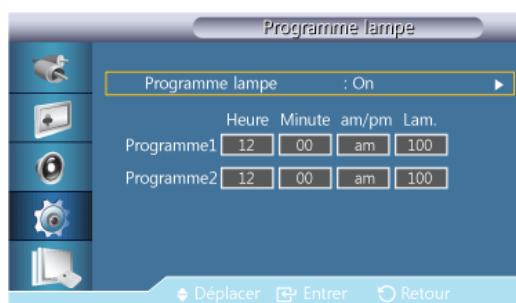 Programme lampe
Programme lampe : On
Heure Minute am/pm Lam.
Programme1 12 00 am 100
Programme2 12 00 am 100
Déplacer Entrer Retour